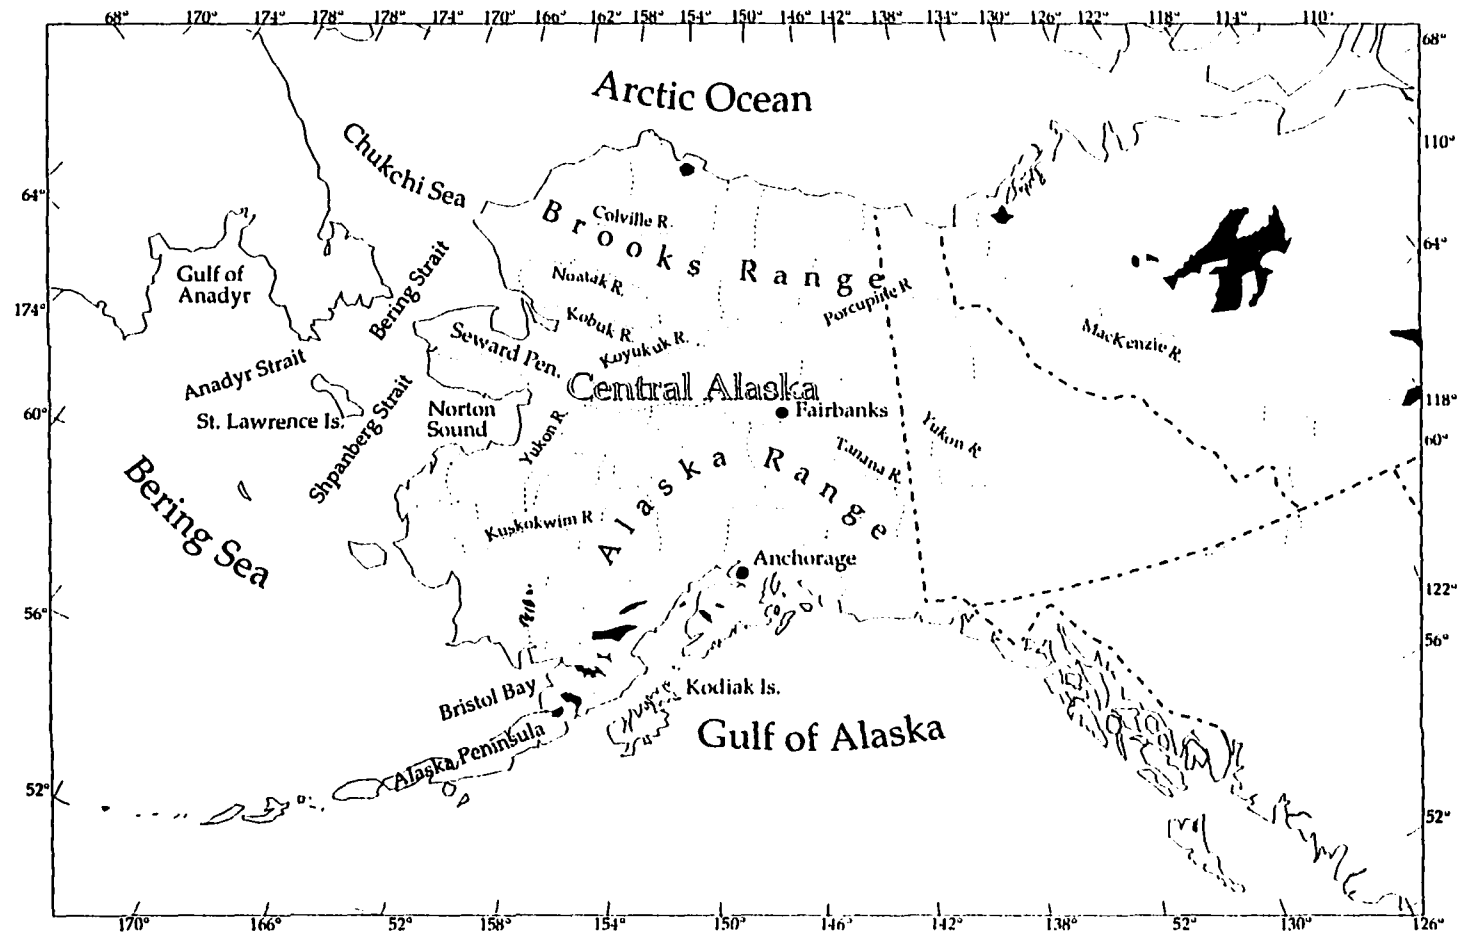 68° 170° 174° 178° 178° 174° 170° 166° 162° 158° 154° 150° 146° 142° 138° 134° 130° 126° 122° 118° 114° 110°
68°
Arctic Ocean
Chukchi Sea
110°
64°
Colville R.
Brooks Range
64°
Gulf of
Anadyr
Bering Strait
Noatak R.
Porcupine R
174°
Kobuk R.
MacKenzie R.
Seward Pen.
Koyukuk R.
Anadyr Strait
Central Alaska
118°
60°
St. Lawrence Is.
Shpanberg Strait
Norton
Sound
Yukon R.
Fairbanks
Yukon R
60°
Tanana R.
Bering Sea
Alaska Range
Kuskokwim R
Anchorage
122°
56°
56°
Bristol Bay
Kodiak Is.
Gulf of Alaska
Alaska Peninsula
52°
52°
170° 166° 52° 158° 154° 150° 146° 142° 138° 52° 130° 126°